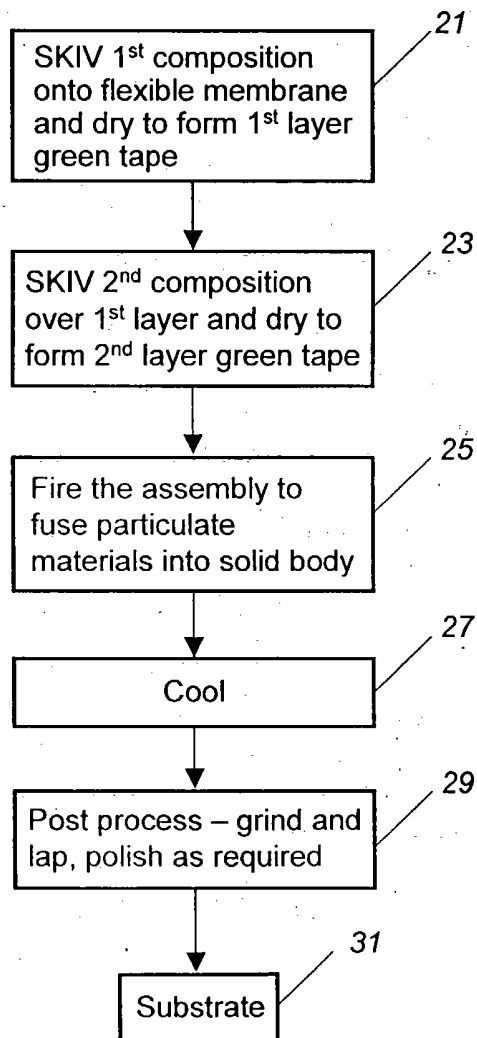 21
SKIV 1st composition
onto flexible membrane
and dry to form 1st layer
green tape
23
SKIV 2nd composition
over 1st layer and dry to
form 2nd layer green tape
25
Fire the assembly to
fuse particulate
materials into solid body
27
Cool
29
Post process – grind and
lap, polish as required
31
Substrate